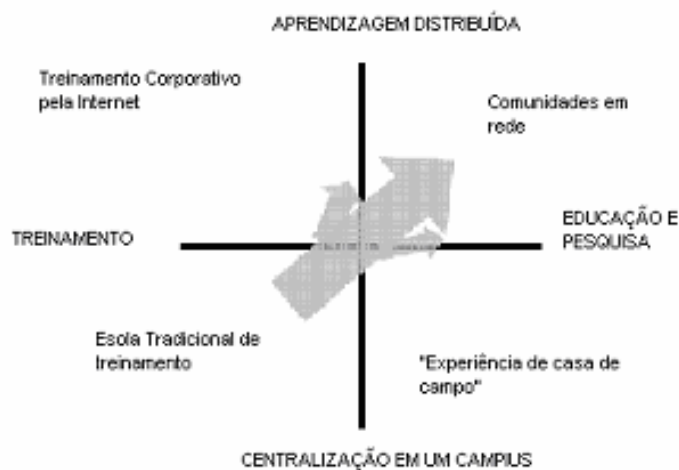 APRENDIZAGEM DISTRIBUÍDA
Treinamento Corporativo
pela Internet
Comunidades em
rede
TREINAMENTO
EDUCAÇÃO E
PESQUISA
Esola Tradicional de
treinamento
"Experiência de casa de
campo"
CENTRALIZAÇÃO EM UM CAMPIUS